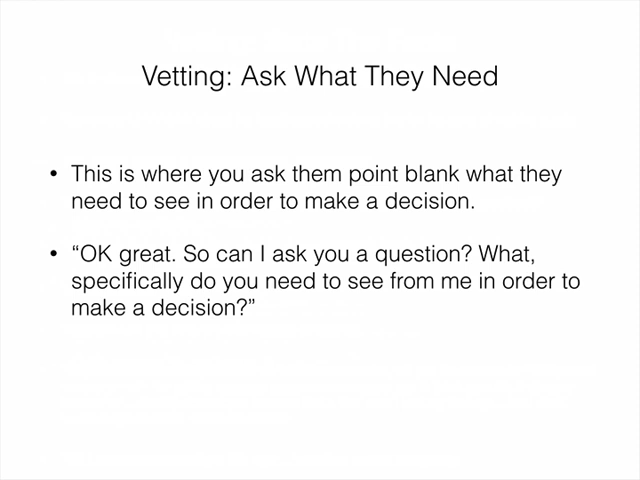 Vetting: Ask What They Need
• This is where you ask them point blank what they
need to see in order to make a decision.
• “OK great. So can I ask you a question? What,
specifically do you need to see from me in order to
make a decision?”